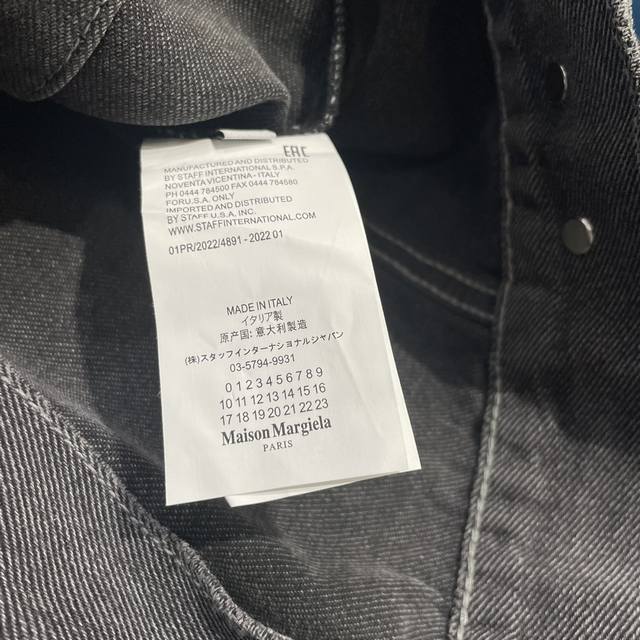 EAC
MANUFACTURED AND DISTRIBUTED
BY STAFF INTERNATIONAL S.P.A.
NOVENTA VICENTINA - ITALY
PH 0444 784500 FAX 0444 784580
FORU.S.A. ONLY
IMPORTED AND DISTRIBUTED
BY STAFF U.S.A. INC.
WWW.STAFFINTERNATIONAL.COM
01PR/2022/4891 - 2022 01
MADE IN ITALY
イタリア製
原产国: 意大利製造
(株)スタッフインターナショナルジャパン
03-5794-9931
0 1 2 3 4 5 6 7 8 9
10 11 12 13 14 15 16
17 18 19 20 21 22 23
Maison Margiela
PARIS